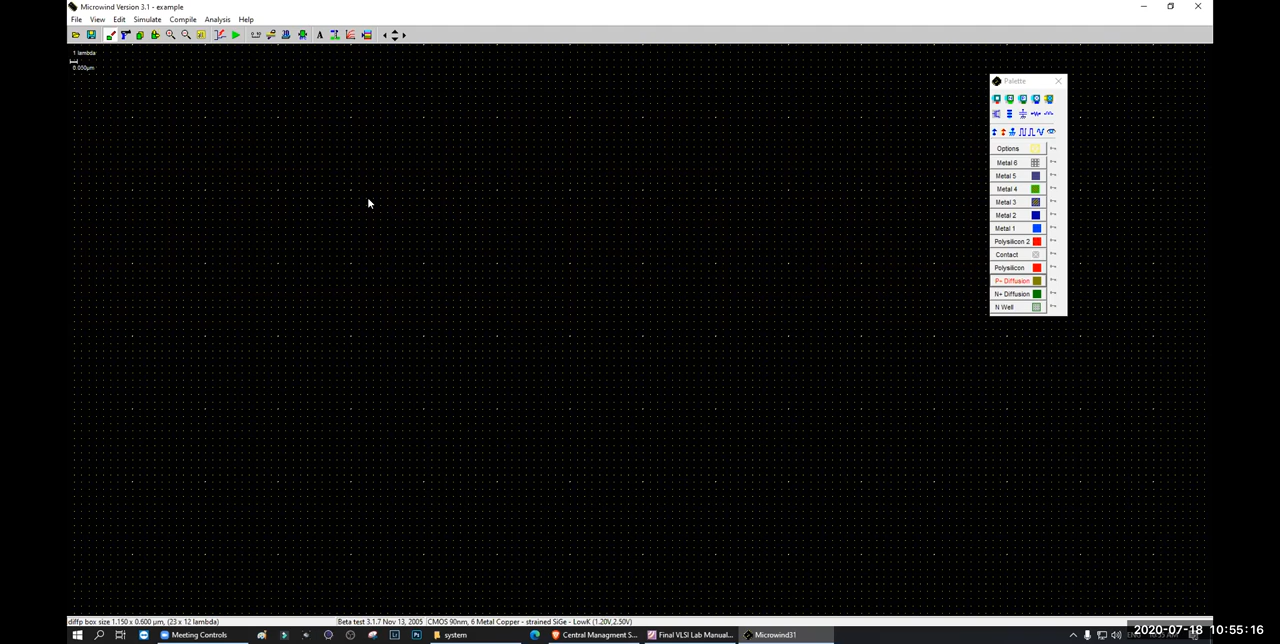 Microwind Version 3.1 - example
File View Edit Simulate Compile Analysis Help
1 lambda
Palette
Options
Metal 6
Metal 5
Metal 4
Metal 3
Metal 2
Metal 1
Polysilicon 2
Contact
Polysilicon
P+ Diffusion
N+ Diffusion
N Well
diffp box size 1.150 x 0.600 µm, (23 x 12 lambda) Beta test 3.1.7 Nov 13, 2005 CMOS 90nm, 6 Metal Copper - strained SiGe - LowK (1.20V,2.50V)
Meeting Controls system Central Managment S... Final VLSI Lab Manual... Microwind31
2020-07-18 10:55:16